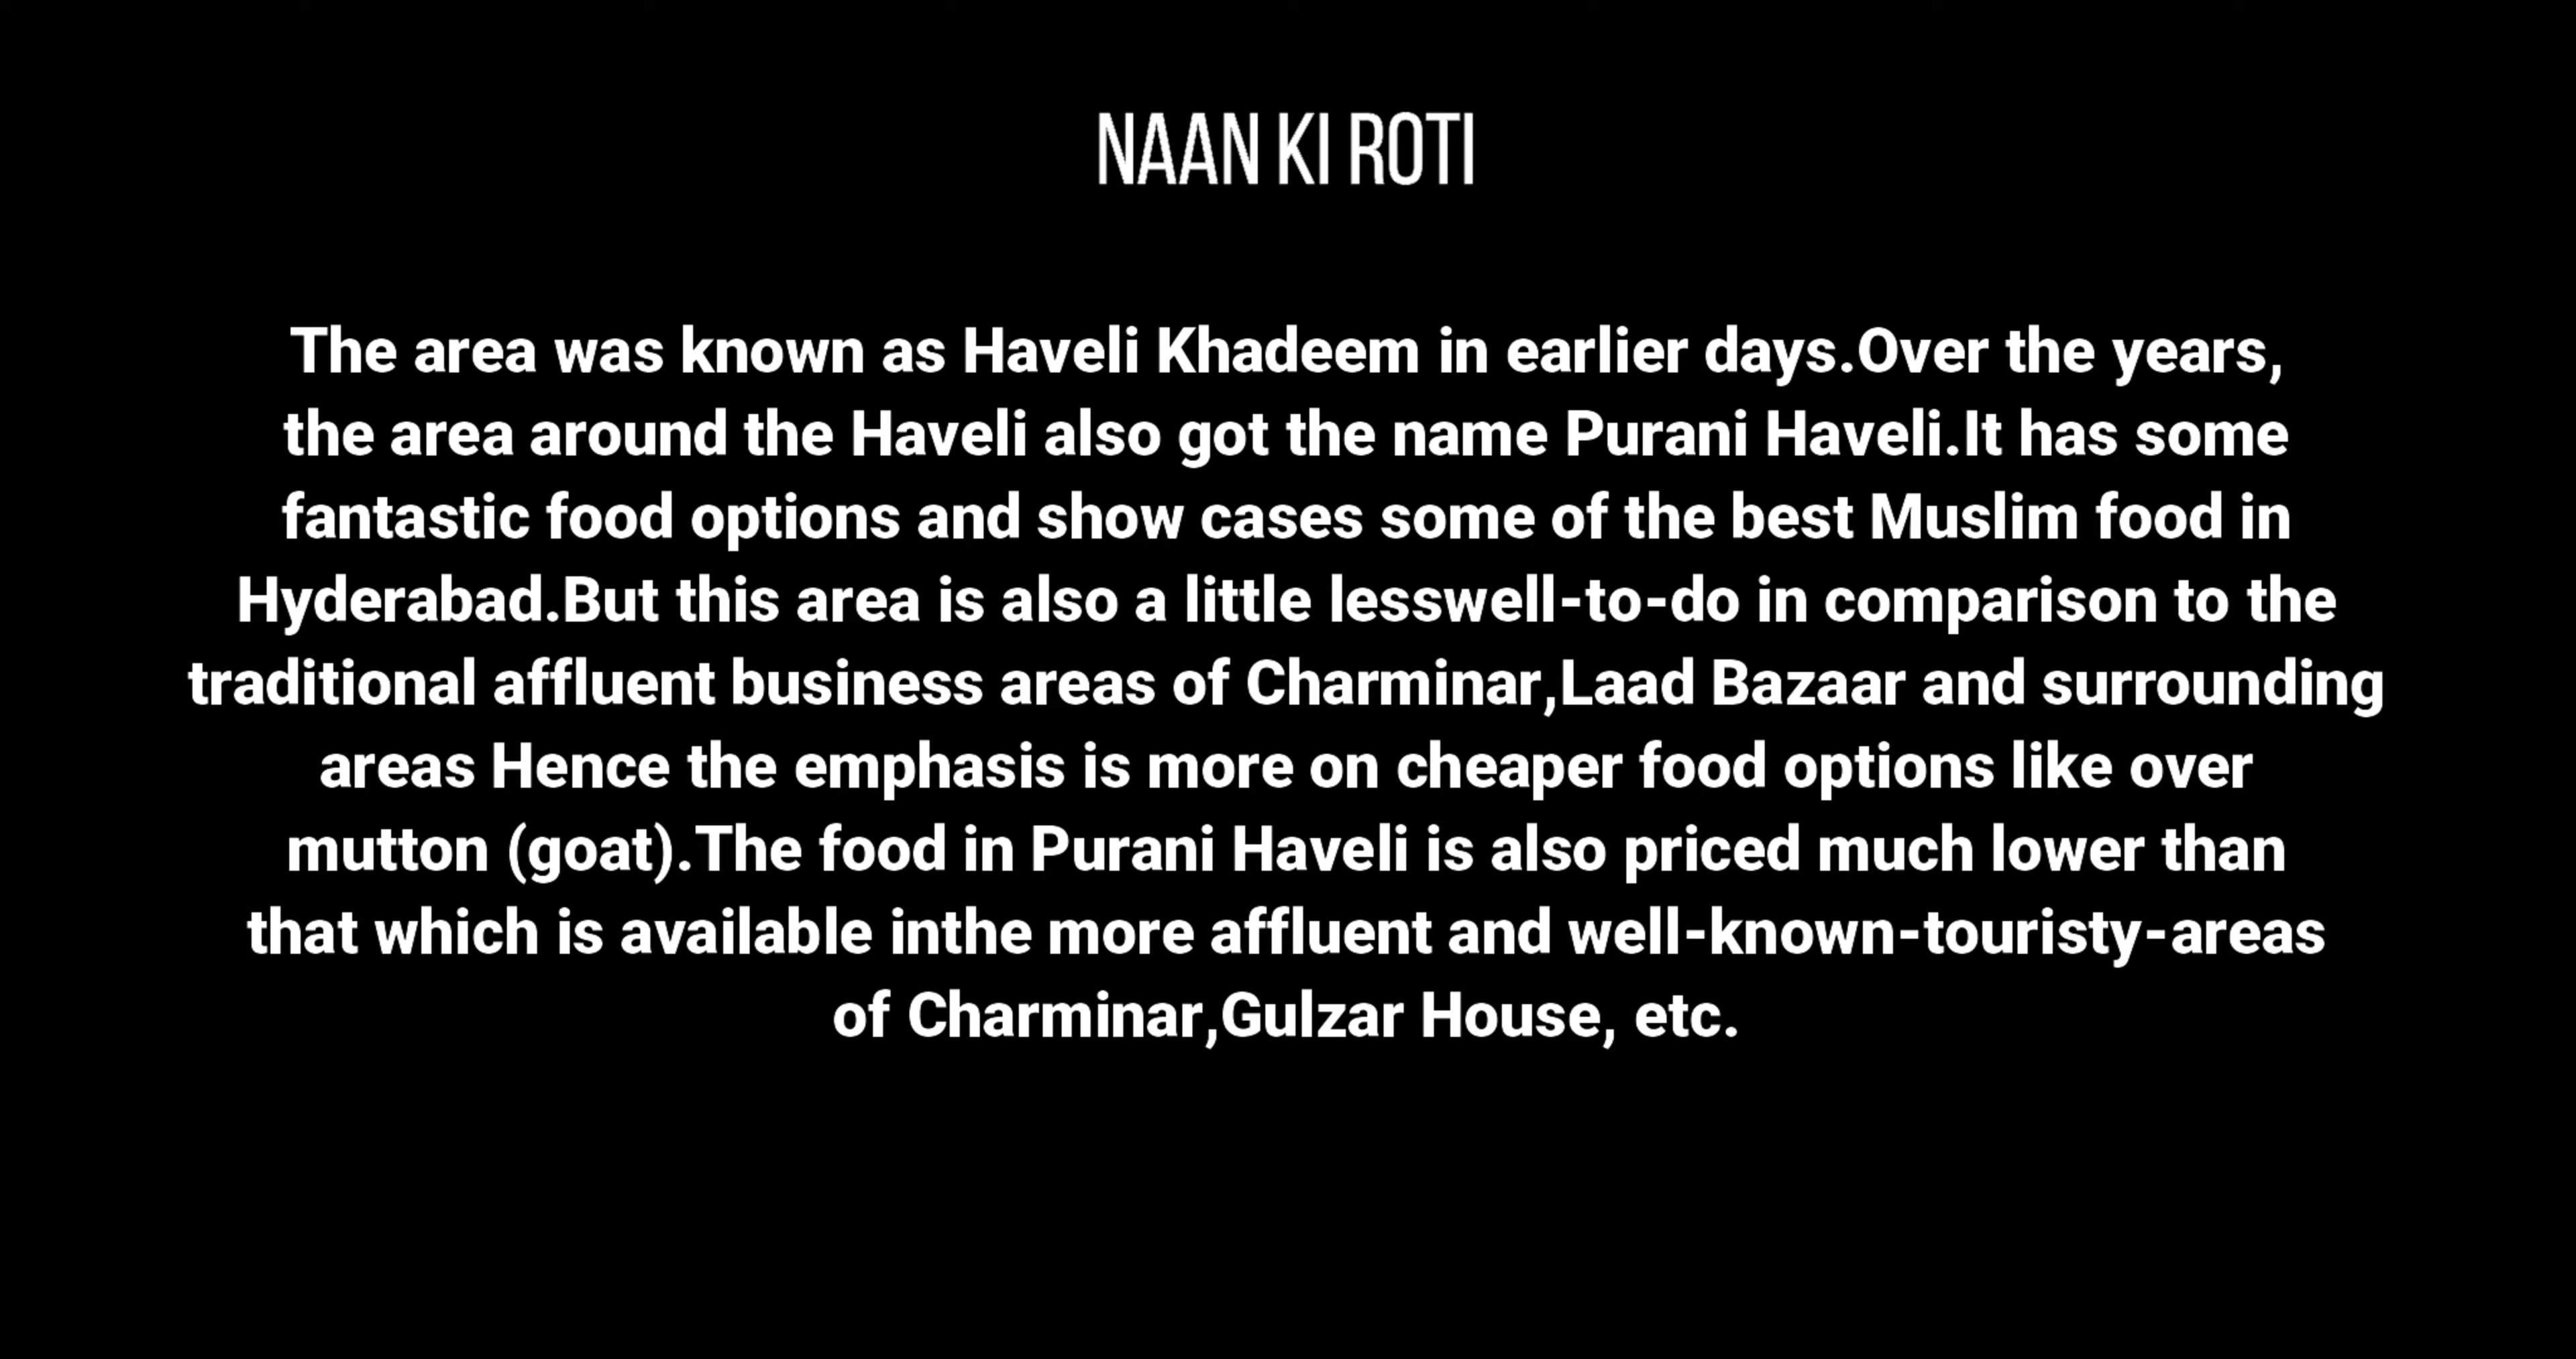 NAAN KI ROTI
The area was known as Haveli Khadeem in earlier days.Over the years,
the area around the Haveli also got the name Purani Haveli.It has some
fantastic food options and show cases some of the best Muslim food in
Hyderabad.But this area is also a little lesswell-to-do in comparison to the
traditional affluent business areas of Charminar,Laad Bazaar and surrounding
areas Hence the emphasis is more on cheaper food options like over
mutton (goat).The food in Purani Haveli is also priced much lower than
that which is available inthe more affluent and well-known-touristy-areas
of Charminar,Gulzar House, etc.